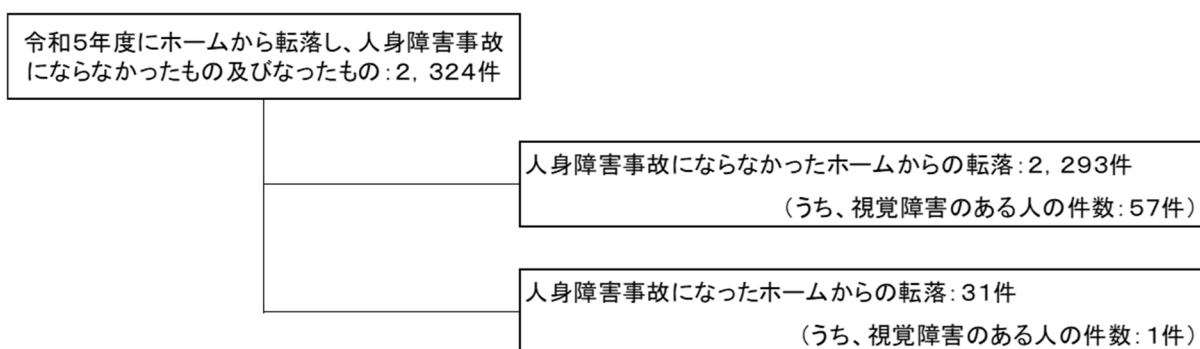 令和５年度にホームから転落し、人身障害事故
にならなかったもの及びなったもの：２，３２４件
人身障害事故にならなかったホームからの転落：２，２９３件
（うち、視覚障害のある人の件数：５７件）
人身障害事故になったホームからの転落：３１件
（うち、視覚障害のある人の件数：１件）